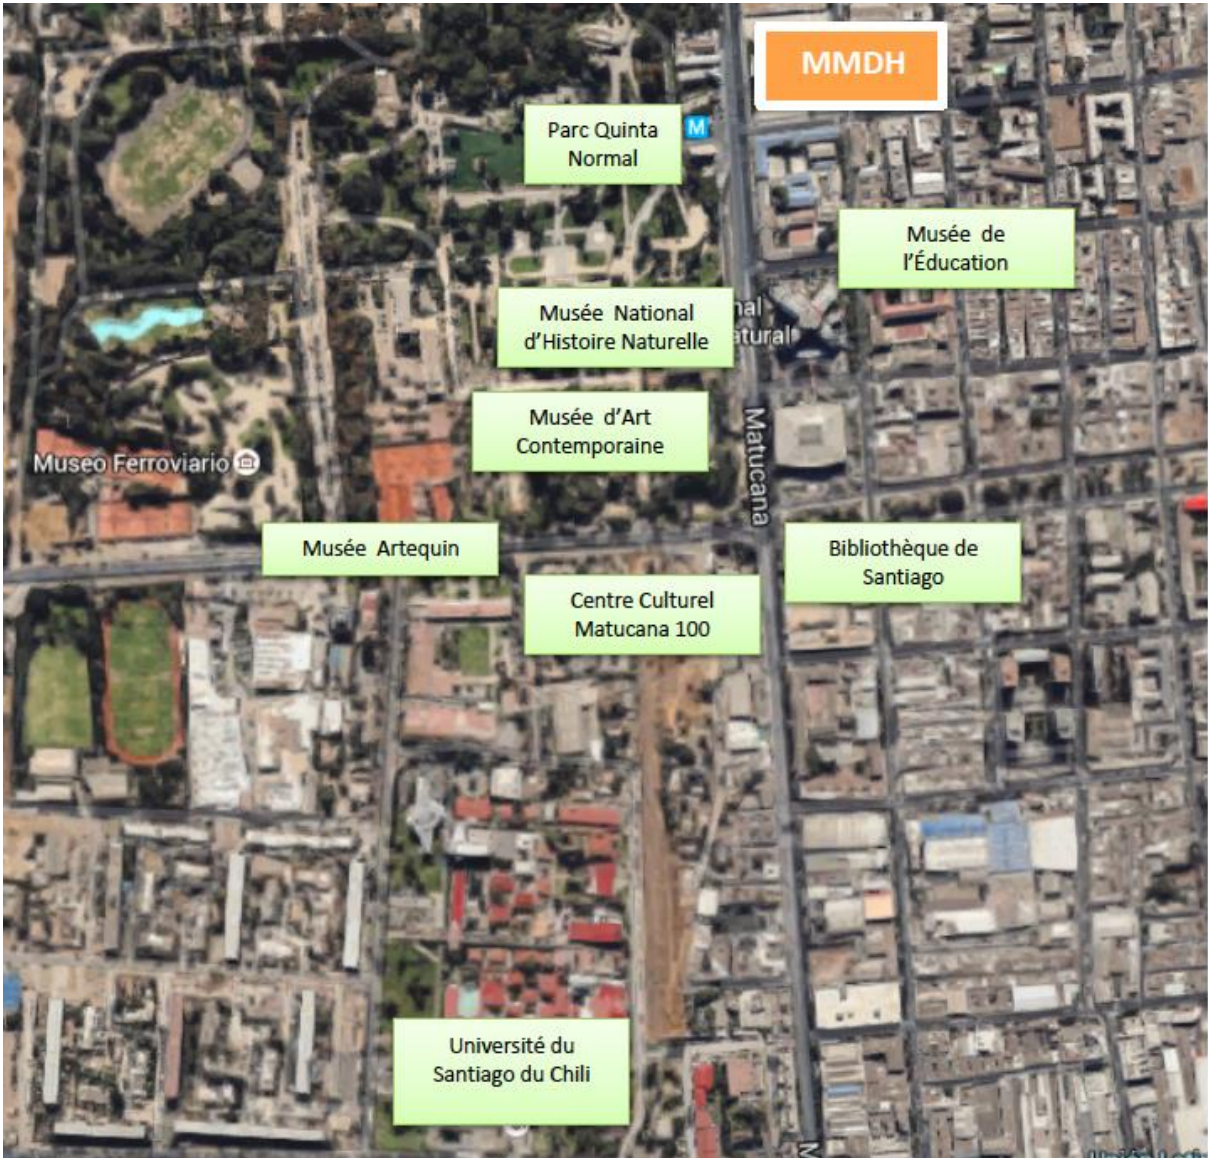 MMDH
Parc Quinta
Normal
M
Musée de
l'Éducation
Musée National
d'Histoire Naturelle
Musée d'Art
Contemporaine
Matucana
Museo Ferroviario
Musée Artequin
Bibliothèque de
Santiago
Centre Culturel
Matucana 100
Université du
Santiago du Chili